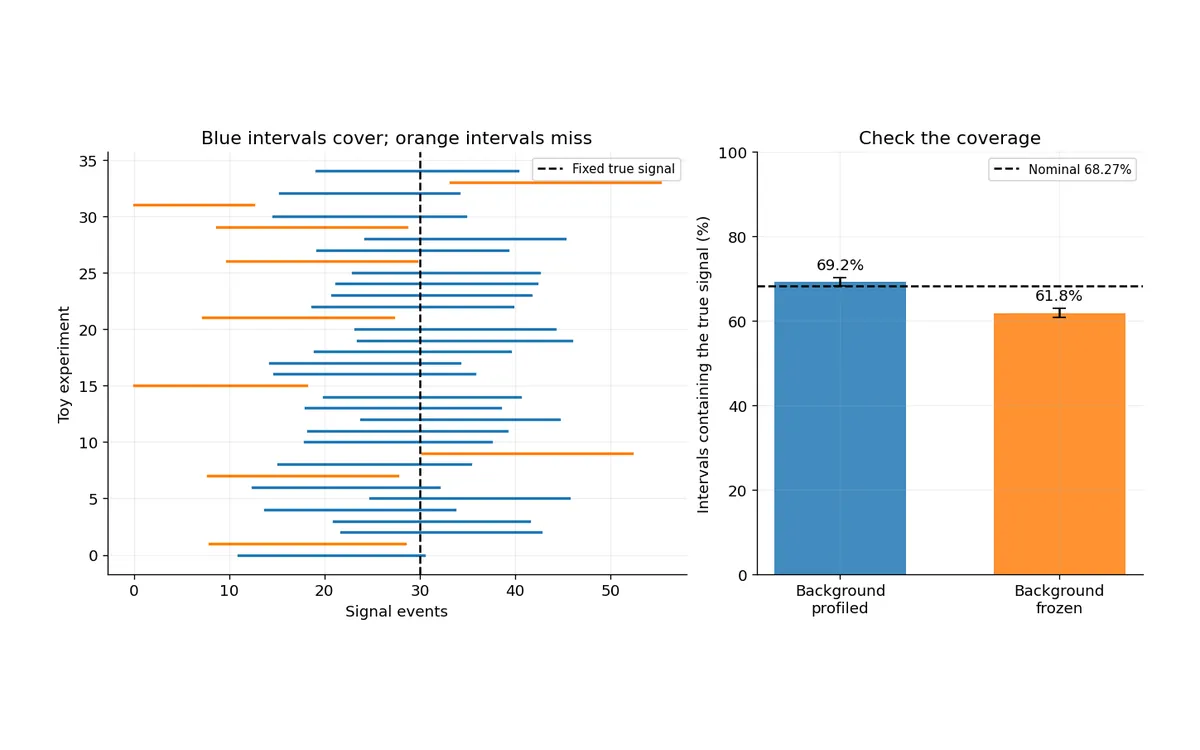 Blue intervals cover; orange intervals miss
Fixed true signal
35
30
25
20
15
10
5
0
Toy experiment
0 10 20 30 40 50
Signal events
Check the coverage
Nominal 68.27%
100
80
60
40
20
0
Intervals containing the true signal (%)
69.2%
61.8%
Background
profiled
Background
frozen